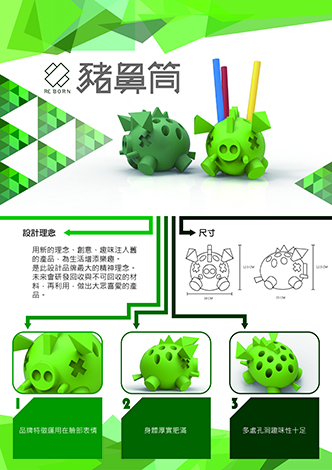 RE BORN
豬鼻筒
設計理念
用新的理念、創意、趣味注入舊
的產品，為生活增添樂趣。
是此設計品牌最大的精神理念。
未來會研發回收與不可回收的材
料，再利用，做出大眾喜愛的產
品。
尺寸
1
品牌特徵運用在臉部表情
2
身體厚實肥滿
3
多處孔洞趣味性十足